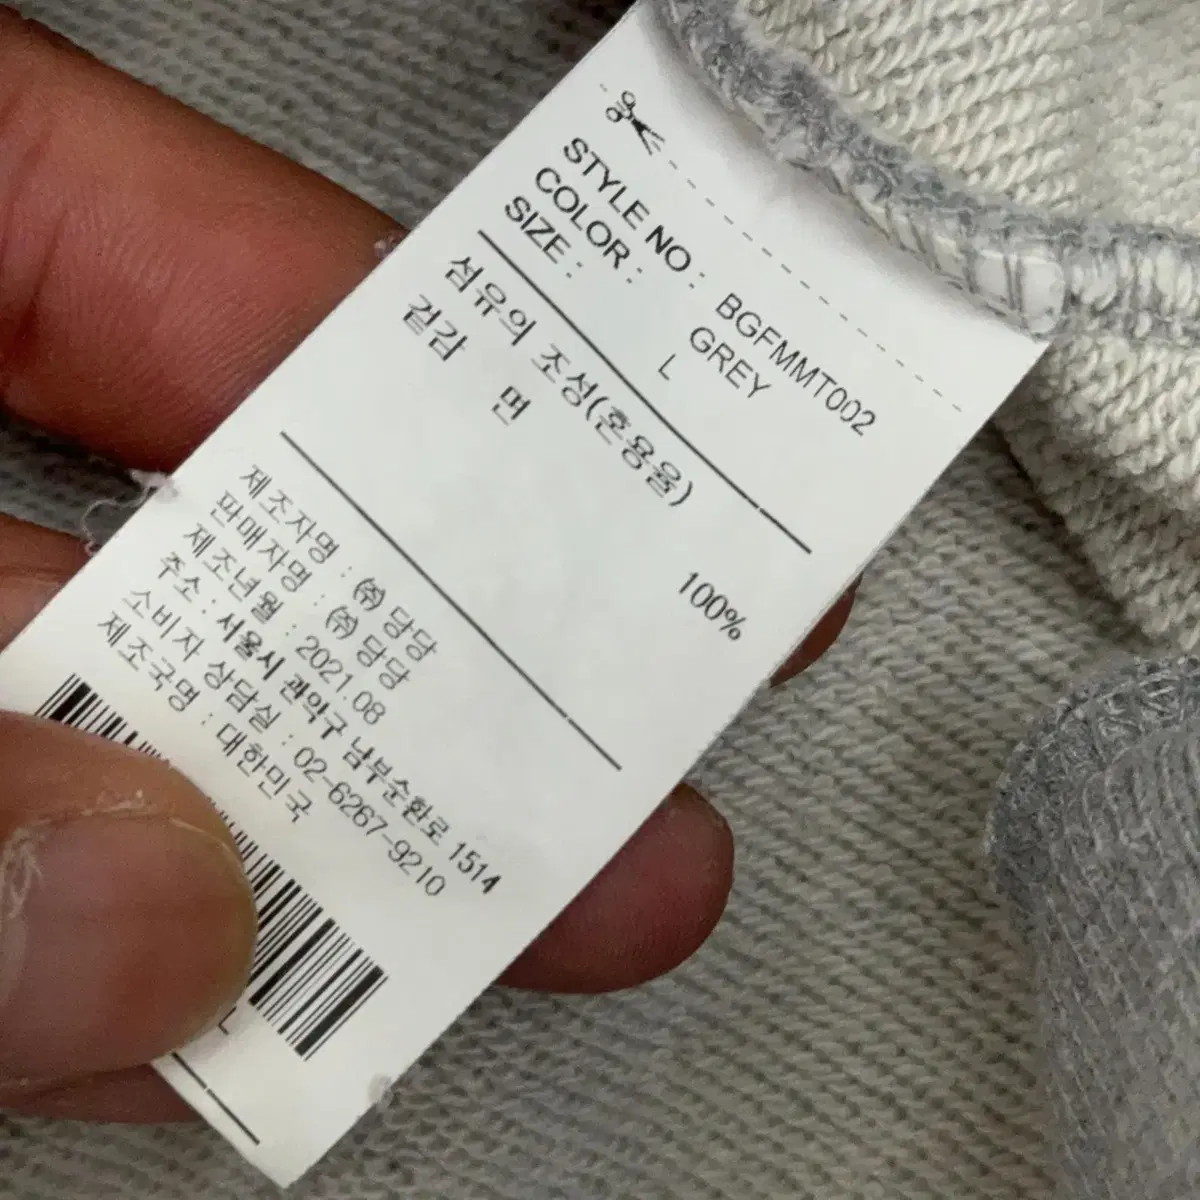 STYLE NO : BGFMMT002
COLOR : GREY
SIZE : L
섬유의 조성(혼용율)
겉감 면 100%
제조자명 : ㈜ 당당
판매자명 : ㈜ 당당
제조년월 : 2021.08
주소 : 서울시 관악구 남부순환로 1514
소비자 상담실 : 02-6267-9210
제조국명 : 대한민국
L